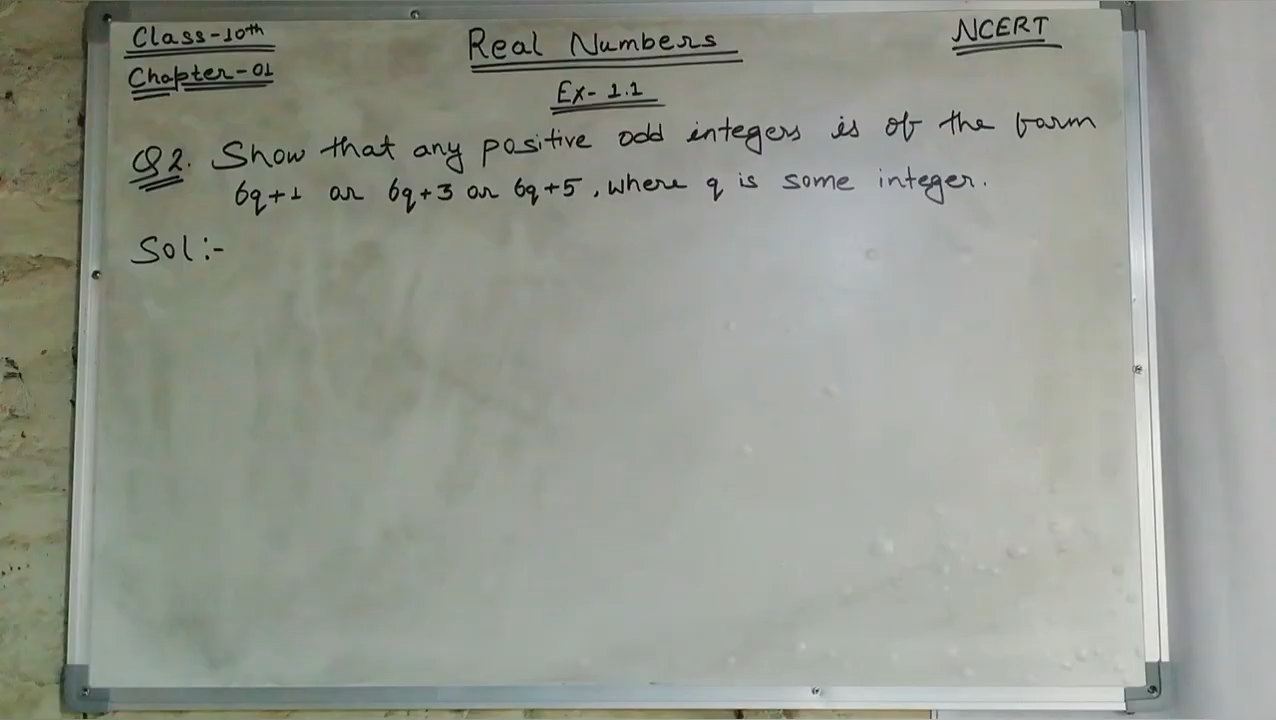 Class-10th
Chapter-01
Real Numbers
NCERT
Ex- 1.1
Q2. Show that any positive odd integers is of the form
6q+1 or 6q+3 or 6q+5, where q is some integer.
Sol:-